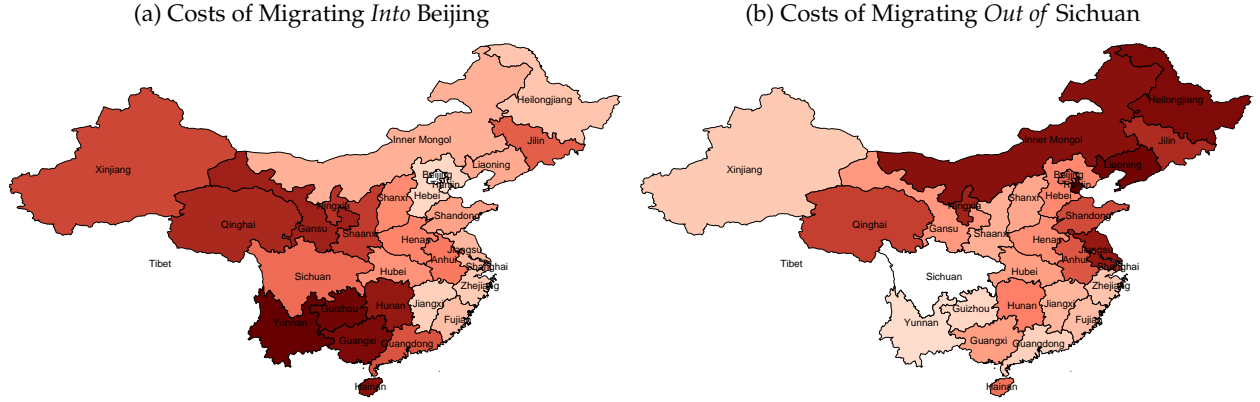 (a) Costs of Migrating Into Beijing
Heilongjiang
Jilin
Inner Mongol
Liaoning
Xinjiang
Beijing
Tianjin
Hebei
Shanxi
Ningxia
Shandong
Qinghai
Gansu
Shaanxi
Henan
Jiangsu
Tibet
Anhui
Shanghai
Sichuan
Hubei
Zhejiang
Guizhou
Hunan
Jiangxi
Yunnan
Fujian
Guangxi
Guangdong
Hainan
(b) Costs of Migrating Out of Sichuan
Heilongjiang
Jilin
Inner Mongol
Liaoning
Xinjiang
Beijing
Tianjin
Hebei
Shanxi
Ningxia
Shandong
Qinghai
Gansu
Shaanxi
Henan
Jiangsu
Tibet
Anhui
Shanghai
Sichuan
Hubei
Zhejiang
Guizhou
Hunan
Jiangxi
Yunnan
Fujian
Guangxi
Guangdong
Hainan